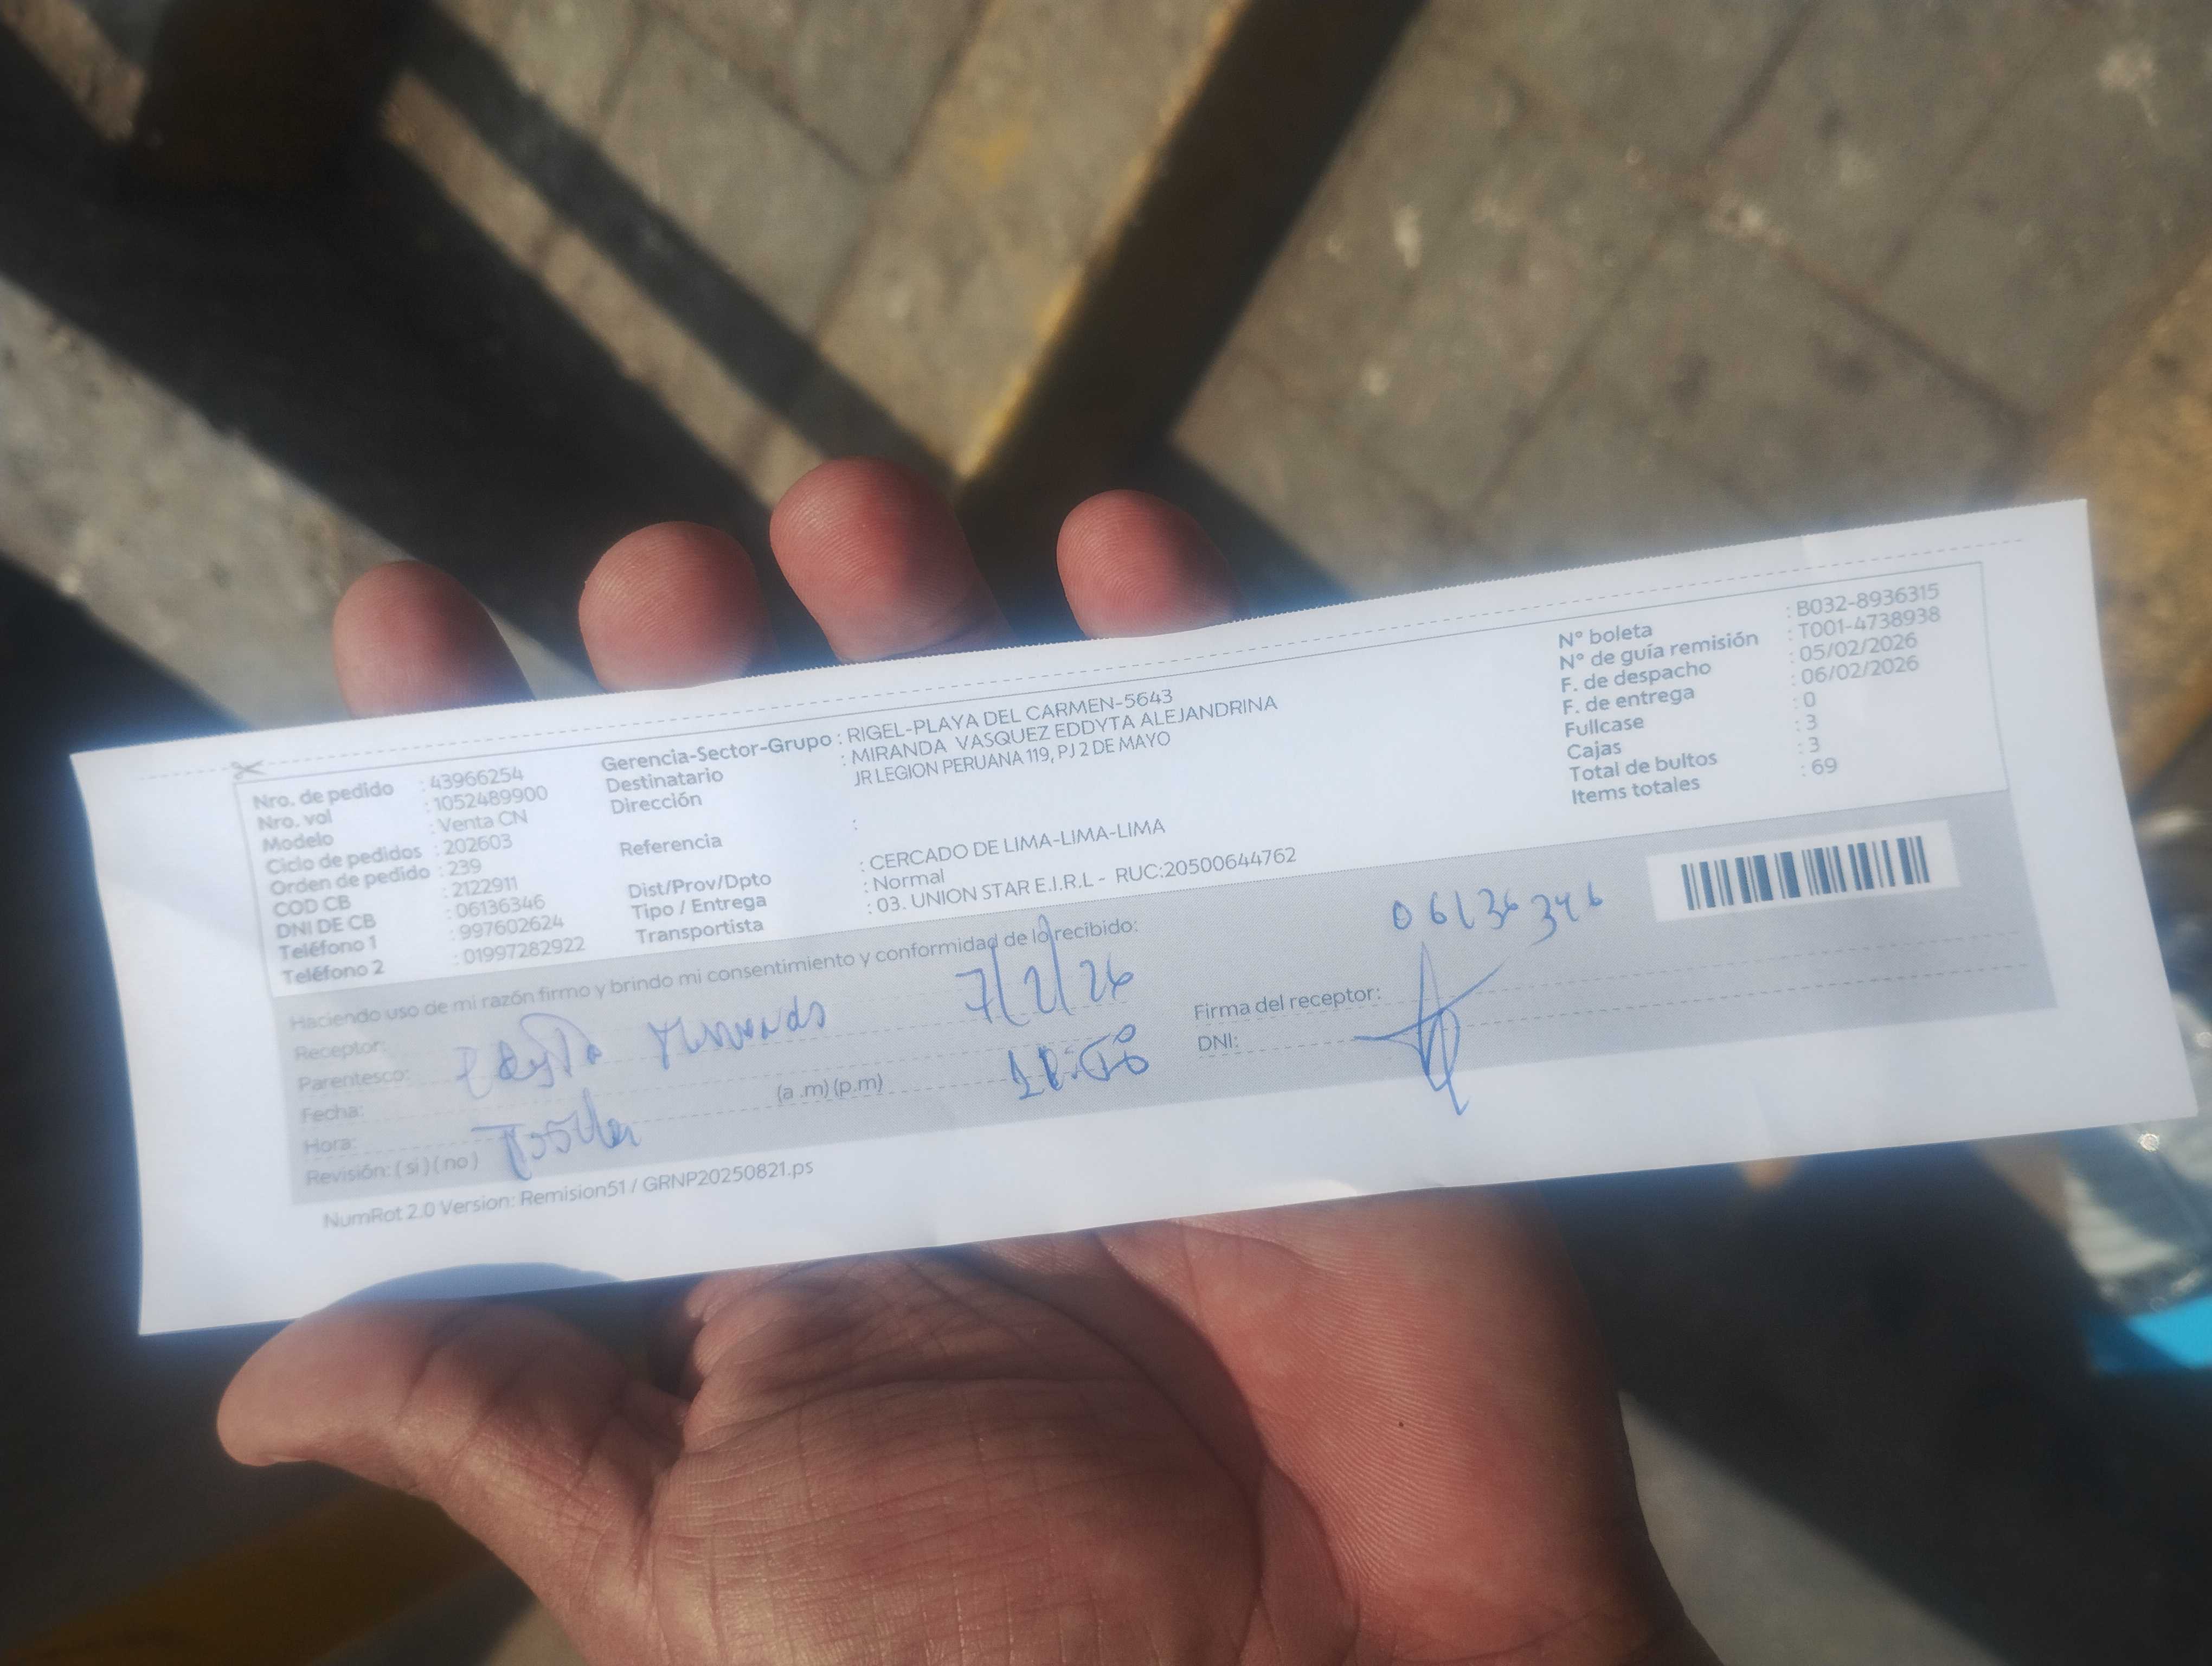 Nro. de pedido : 43966254
Nro. vol : 1052489900
Modelo : Venta CN
Ciclo de pedidos : 202603
Orden de pedido : 239
COD CB : 2122911
DNI DE CB : 06136346
Teléfono 1 : 997602624
Teléfono 2 : 01997282922
Gerencia-Sector-Grupo : RIGEL-PLAYA DEL CARMEN-5643
Destinatario : MIRANDA VASQUEZ EDDYTA ALEJANDRINA
Dirección JR LEGION PERUANA 119, PJ 2 DE MAYO
Referencia :
Dist/Prov/Dpto : CERCADO DE LIMA-LIMA-LIMA
Tipo / Entrega : Normal
Transportista : 03. UNION STAR E.I.R.L - RUC:20500644762
N° boleta : B032-8936315
N° de guía remisión : T001-4738938
F. de despacho : 05/02/2026
F. de entrega : 06/02/2026
Fullcase : 0
Cajas : 3
Total de bultos : 3
Items totales : 69
Haciendo uso de mi razón firmo y brindo mi consentimiento y conformidad de lo recibido:
Receptor:
Parentesco:
Fecha: 7/2/26
Hora: (a .m) (p.m)
Revisión: ( si ) ( no )
Firma del receptor:
DNI: 06136346
NumRot 2.0 Version: Remision51 / GRNP20250821.ps